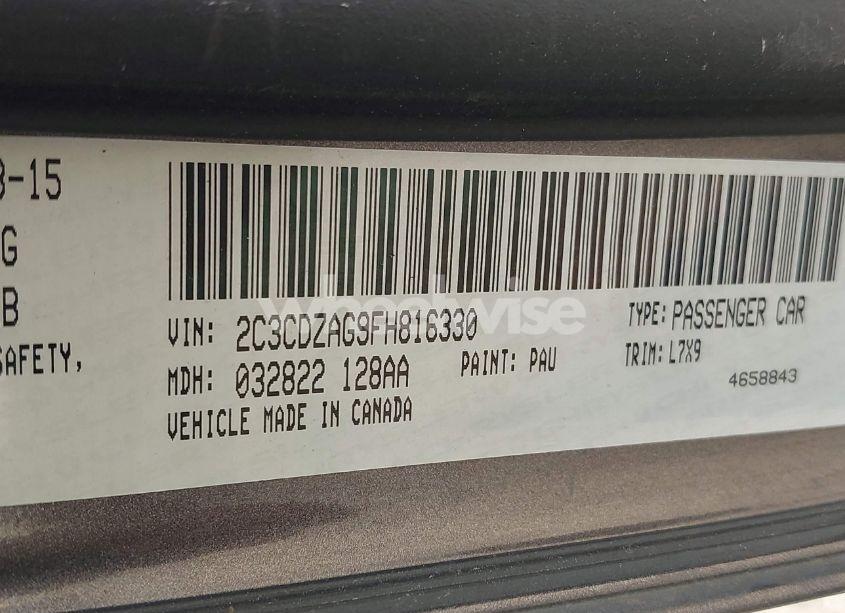 3-15
G
B
SAFETY,
VIN: 2C3CDZAG9FH816330
TYPE: PASSENGER CAR
MDH: 032822 128AA
PAINT: PAU
TRIM: L7X9
4658843
VEHICLE MADE IN CANADA
wheelwise